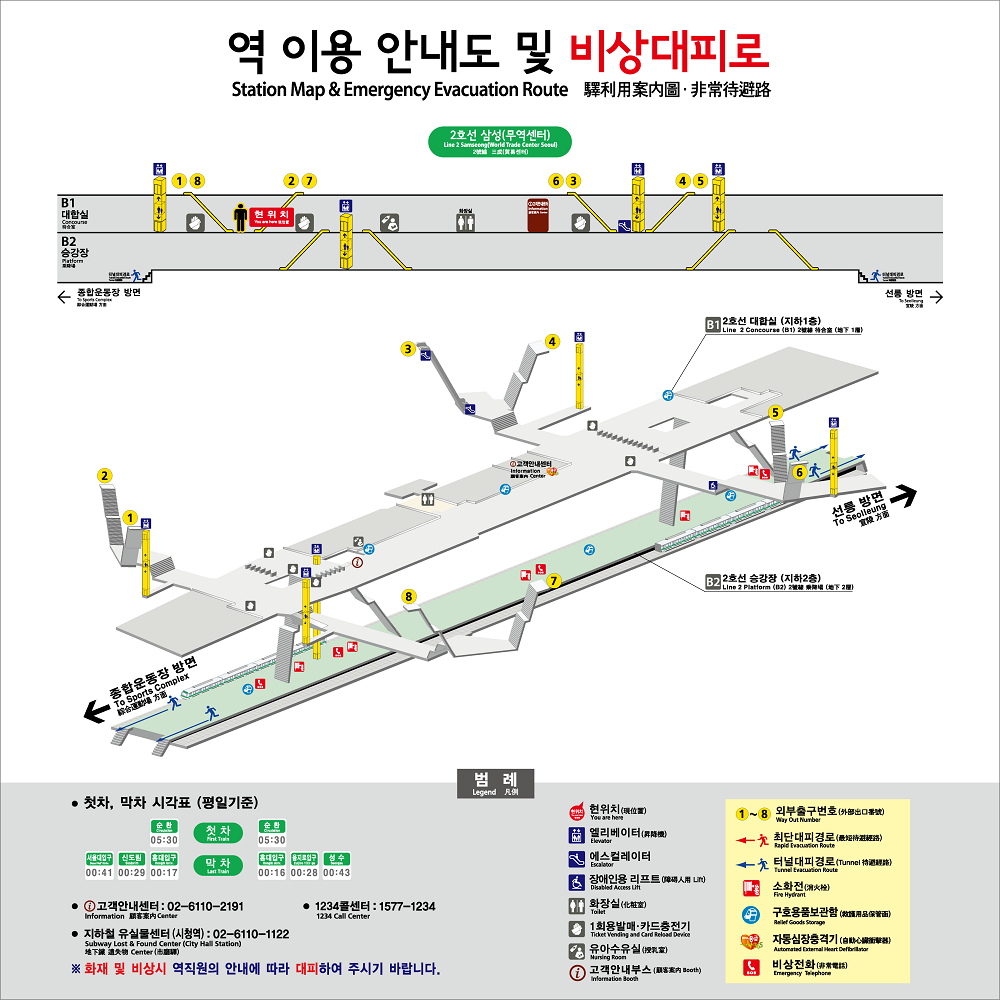 역 이용 안내도 및 비상대피로
Station Map & Emergency Evacuation Route 驛利用案内圖·非常待避路
2호선 삼성(무역센터)
Line 2 Samseong(World Trade Center Seoul)
1 8 2 7 6 3 4 5
B1
대합실
Concourse
待合室
현 위 치
You are here
화장실
B2
승강장
Platform
乘降場
터널대피경로
터널대피경로
종합운동장 방면
To Sports Complex
綜合運動場 方面
선릉 방면
To Seolleung
宣陵 方面
B1 2호선 대합실 (지하1층)
Line 2 Concourse (B1) 2號線 待合室 (地下 1層)
3
4
5
2
고객안내센터
Information
顧客案內 Center
6
1
선릉 방면
To Seolleung
宣陵 方面
B2 2호선 승강장 (지하2층)
Line 2 Platform (B2) 2號線 乘降場 (地下 2層)
7
8
종합운동장 방면
To Sports Complex
綜合運動場 方面
범 례
Legend 凡例
• 첫차, 막차 시각표 (평일기준)
순 환 첫 차 순 환
Circulation First Train Circulation
05:30 05:30
서울대입구 신도림 홍대입구 막 차 홍대입구 을지로입구 성 수
Last Train
00:41 00:29 00:17 00:16 00:28 00:43
• 고객안내센터 : 02-6110-2191
Information 顧客案內 Center
• 1234콜센터 : 1577-1234
1234 Call Center
• 지하철 유실물센터 (시청역) : 02-6110-1122
Subway Lost & Found Center (City Hall Station)
地下鐵 遺失物 Center (市廳驛)
※ 화재 및 비상시 역직원의 안내에 따라 대피하여 주시기 바랍니다.
현위치 (現位置)
You are here
엘리베이터 (昇降機)
Elevator
에스컬레이터
Escalator
장애인용 리프트 (障碍人用 Lift)
Disabled Access Lift
화장실 (化粧室)
Toilet
1회용발매·카드충전기
Ticket Vending and Card Reload Device
유아수유실 (授乳室)
Nursing Room
고객안내부스 (顧客案內 Booth)
Information Booth
1 ~ 8 외부출구번호 (外部出口番號)
Way Out Number
최단대피경로 (最短待避經路)
Rapid Evacuation Route
터널대피경로 (Tunnel 待避經路)
Tunnel Evacuation Route
소화전 (消火栓)
Fire Hydrant
구호용품보관함 (救護用品保管函)
Relief Goods Storage
자동심장충격기 (自動心臟衝擊器)
Automated External Heart Defibrillator
SOS 비상전화 (非常電話)
Emergency Telephone